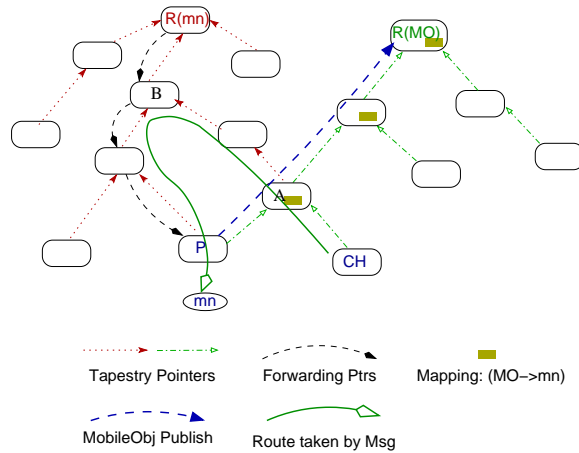 R(mn)
R(MO)
B
A
P
CH
mn
Tapestry Pointers
Forwarding Ptrs
Mapping: (MO->mn)
MobileObj Publish
Route taken by Msg